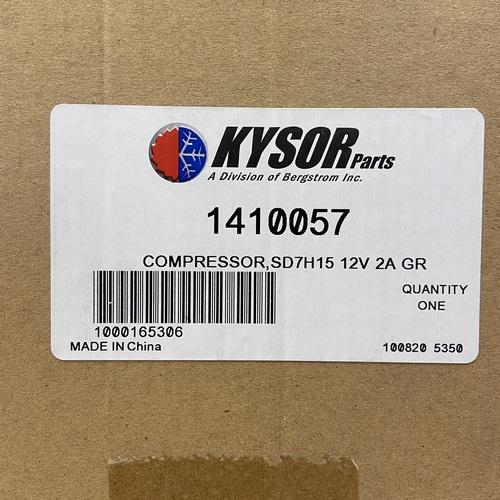 KYSOR Parts
A Division of Bergstrom Inc.
1410057
COMPRESSOR,SD7H15 12V 2A GR
QUANTITY
ONE
1000165306
MADE IN China
100820 5350